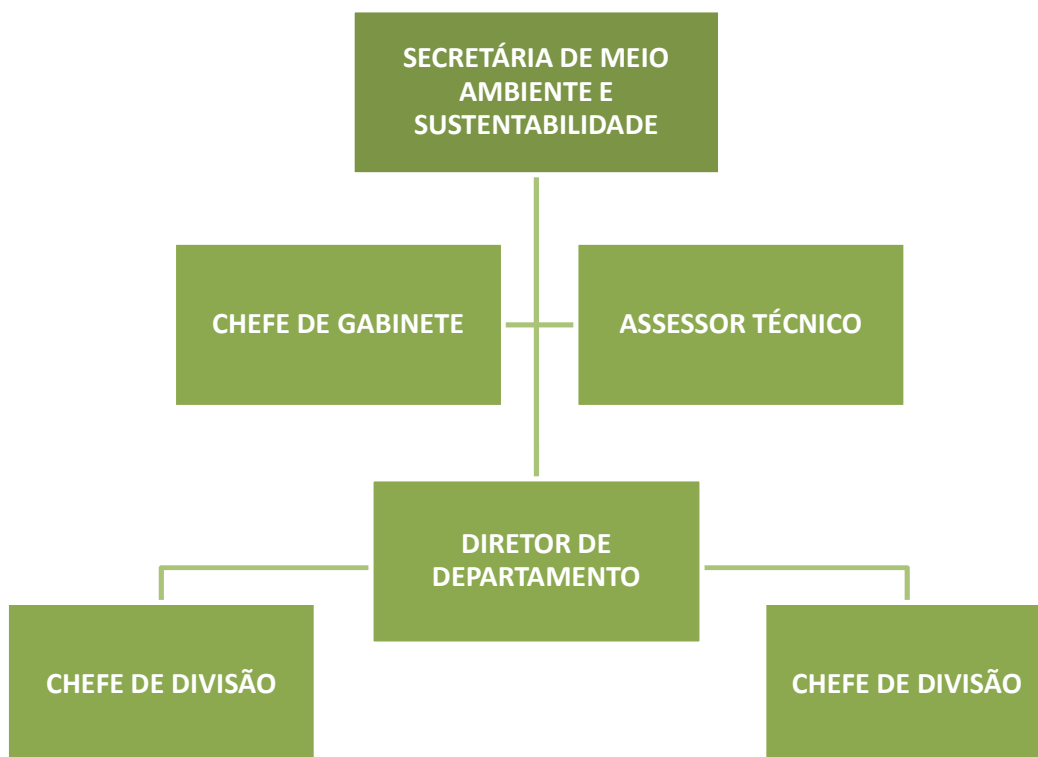 SECRETÁRIA DE MEIO
AMBIENTE E
SUSTENTABILIDADE
CHEFE DE GABINETE
ASSESSOR TÉCNICO
DIRETOR DE
DEPARTAMENTO
CHEFE DE DIVISÃO
CHEFE DE DIVISÃO